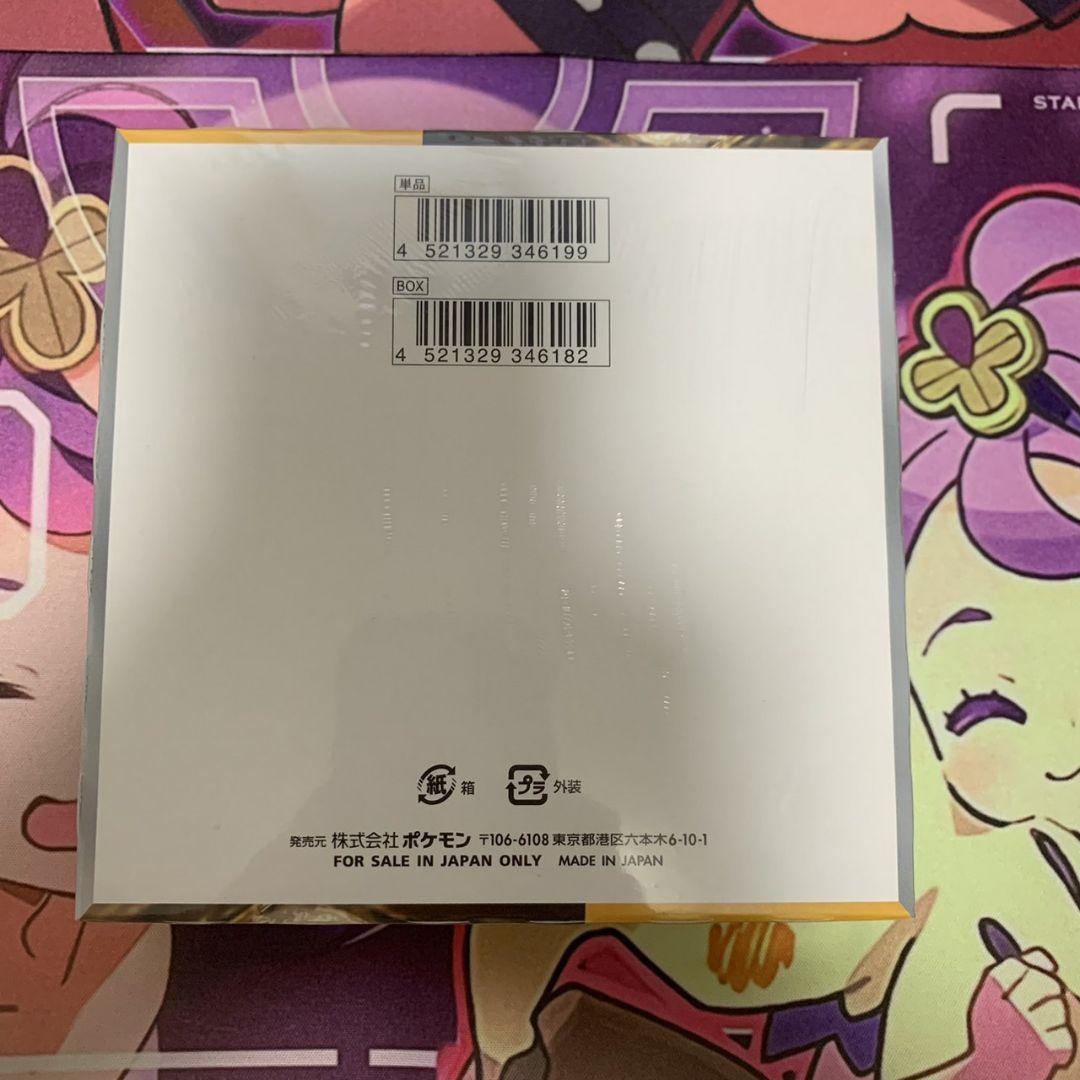 STA
単品
4 521329 346199
BOX
4 521329 346182
紙 箱
プラ 外装
発売元 株式会社 ポケモン 〒106-6108 東京都港区六本木6-10-1
FOR SALE IN JAPAN ONLY MADE IN JAPAN